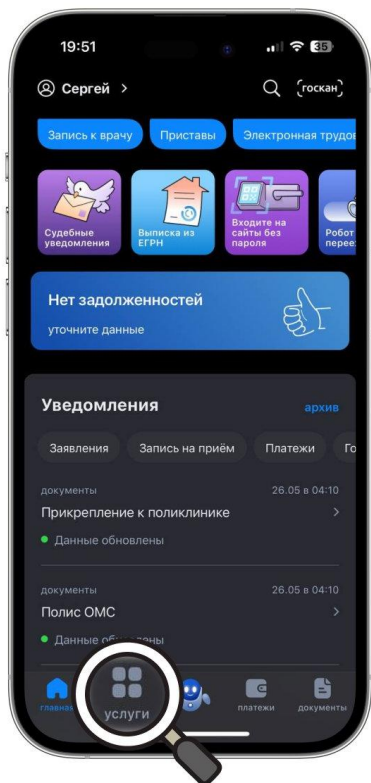 19:51
35
Сергей
госкан
Запись к врачу
Приставы
Электронная трудо
Судебные
уведомления
Выписка из
ЕГРН
Входите на
сайты без
пароля
Робот
перее
Нет задолженностей
уточните данные
Уведомления
архив
Заявления
Запись на приём
Платежи
Го
документы
26.05 в 04:10
Прикрепление к поликлинике
Данные обновлены
документы
26.05 в 04:10
Полис ОМС
Данные обновлены
главная
услуги
платежи
документы